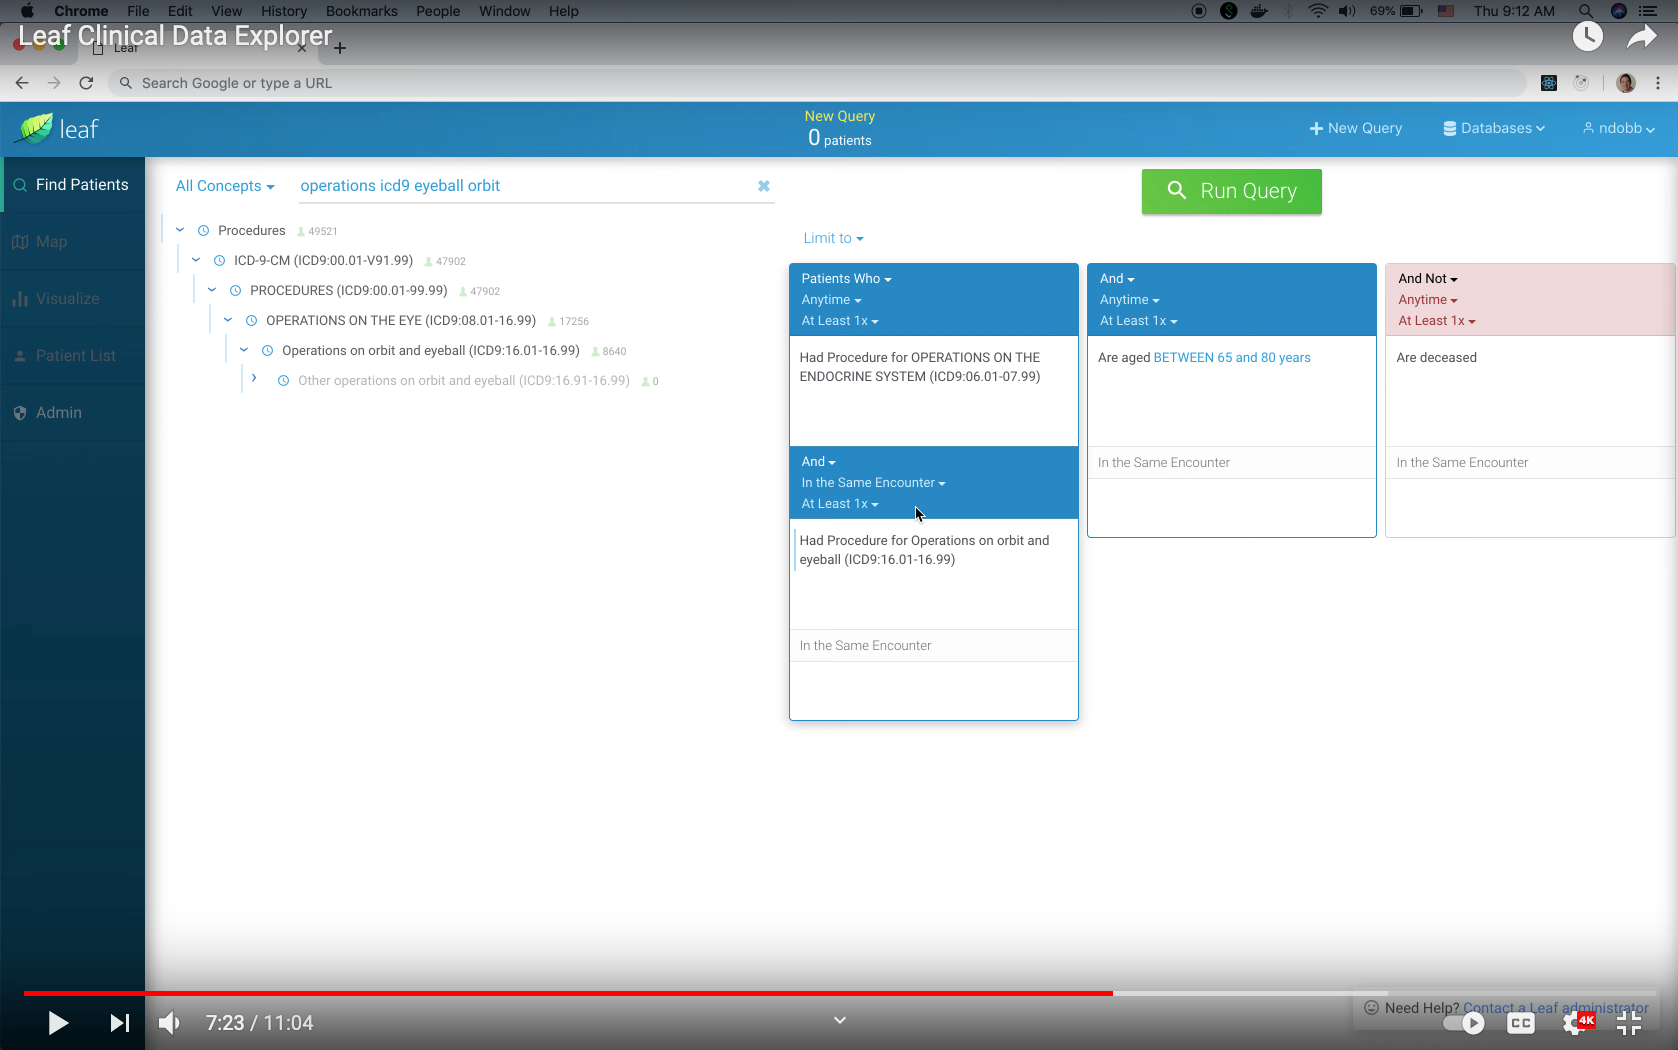 Chrome File Edit View History Bookmarks People Window Help 69% Thu 9:12 AM
Leaf Clinical Data Explorer
Leaf
Search Google or type a URL
leaf
New Query
0 patients
New Query Databases ndobb
Find Patients
Map
Visualize
Patient List
Admin
All Concepts operations icd9 eyeball orbit
Procedures 49521
ICD-9-CM (ICD9:00.01-V91.99) 47902
PROCEDURES (ICD9:00.01-99.99) 47902
OPERATIONS ON THE EYE (ICD9:08.01-16.99) 17256
Operations on orbit and eyeball (ICD9:16.01-16.99) 8640
Other operations on orbit and eyeball (ICD9:16.91-16.99) 0
Run Query
Limit to
Patients Who
Anytime
At Least 1x
Had Procedure for OPERATIONS ON THE
ENDOCRINE SYSTEM (ICD9:06.01-07.99)
And
In the Same Encounter
At Least 1x
Had Procedure for Operations on orbit and
eyeball (ICD9:16.01-16.99)
In the Same Encounter
And
Anytime
At Least 1x
Are aged BETWEEN 65 and 80 years
In the Same Encounter
And Not
Anytime
At Least 1x
Are deceased
In the Same Encounter
Need Help? Contact a Leaf administrator
7:23 / 11:04
CC
4K